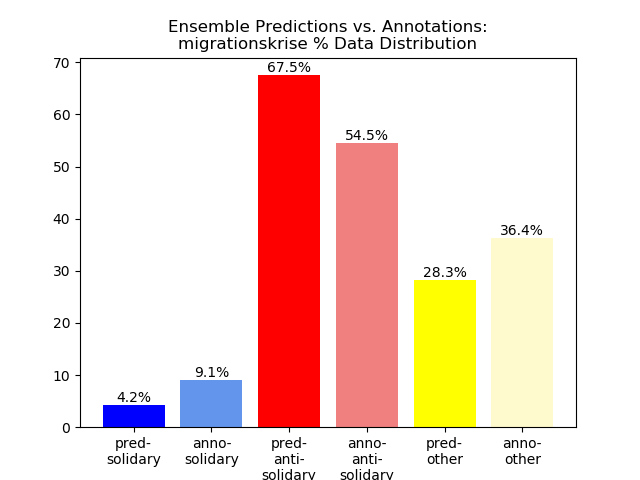 Ensemble Predictions vs. Annotations:
migrationskrise % Data Distribution
70
60
50
40
30
20
10
0
4.2%
9.1%
67.5%
54.5%
28.3%
36.4%
pred-
solidary
anno-
solidary
pred-
anti-
solidary
anno-
anti-
solidary
pred-
other
anno-
other